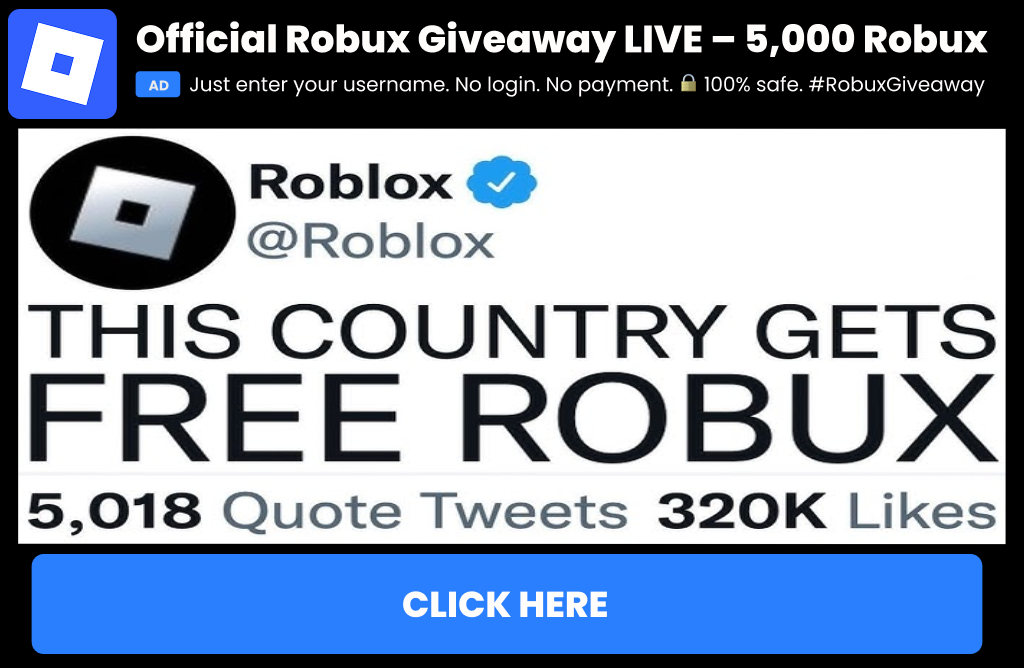 Official Robux Giveaway LIVE – 5,000 Robux
AD Just enter your username. No login. No payment. 🔒 100% safe. #RobuxGiveaway
Roblox
@Roblox
THIS COUNTRY GETS
FREE ROBUX
5,018 Quote Tweets 320K Likes
CLICK HERE